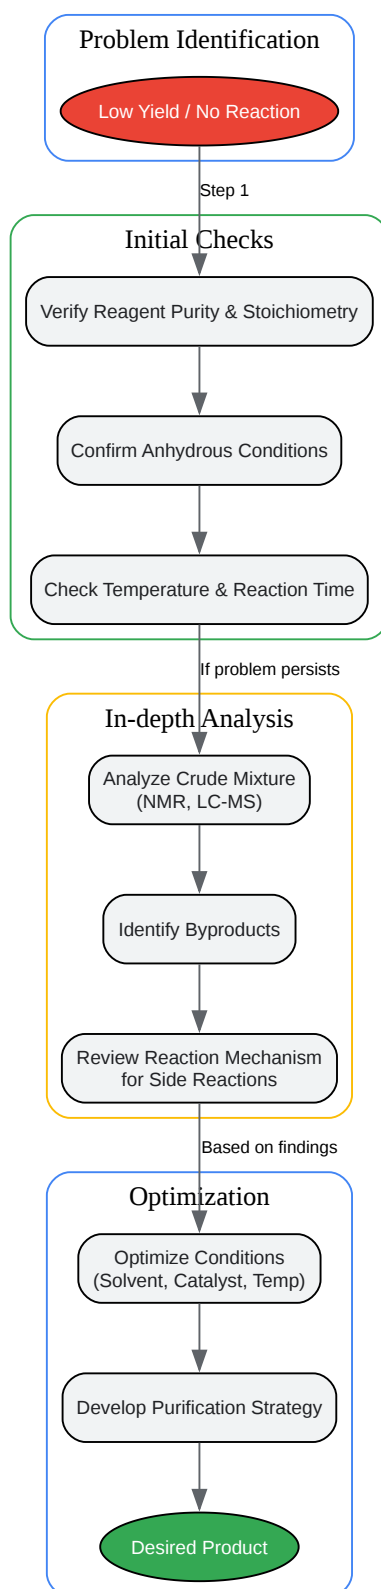 Problem Identification
Low Yield / No Reaction
Step 1
Initial Checks
Verify Reagent Purity & Stoichiometry
Confirm Anhydrous Conditions
Check Temperature & Reaction Time
If problem persists
In-depth Analysis
Analyze Crude Mixture
(NMR, LC-MS)
Identify Byproducts
Review Reaction Mechanism
for Side Reactions
Based on findings
Optimization
Optimize Conditions
(Solvent, Catalyst, Temp)
Develop Purification Strategy
Desired Product